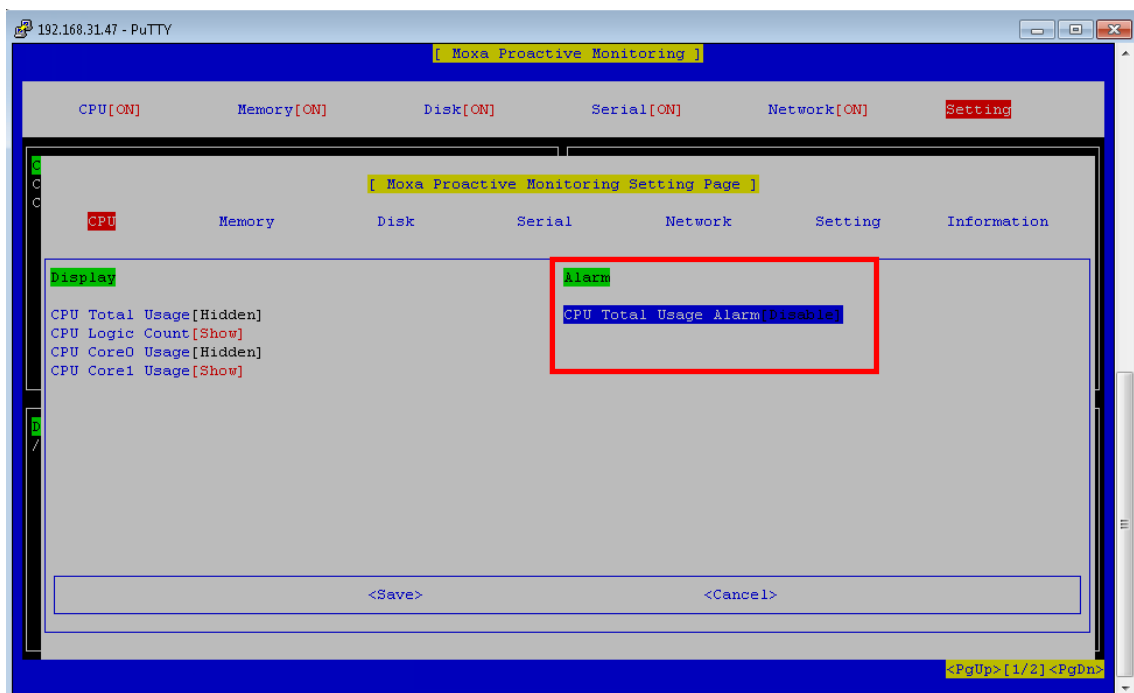 192.168.31.47 - PuTTY
[ Moxa Proactive Monitoring ]
CPU[ON] Memory[ON] Disk[ON] Serial[ON] Network[ON] Setting
C
C
C
[ Moxa Proactive Monitoring Setting Page ]
CPU Memory Disk Serial Network Setting Information
Display Alarm
CPU Total Usage[Hidden] CPU Total Usage Alarm[Disable]
CPU Logic Count[Show]
CPU Core0 Usage[Hidden]
CPU Core1 Usage[Show]
D
/
<Save> <Cancel>
<PgUp>[1/2]<PgDn>